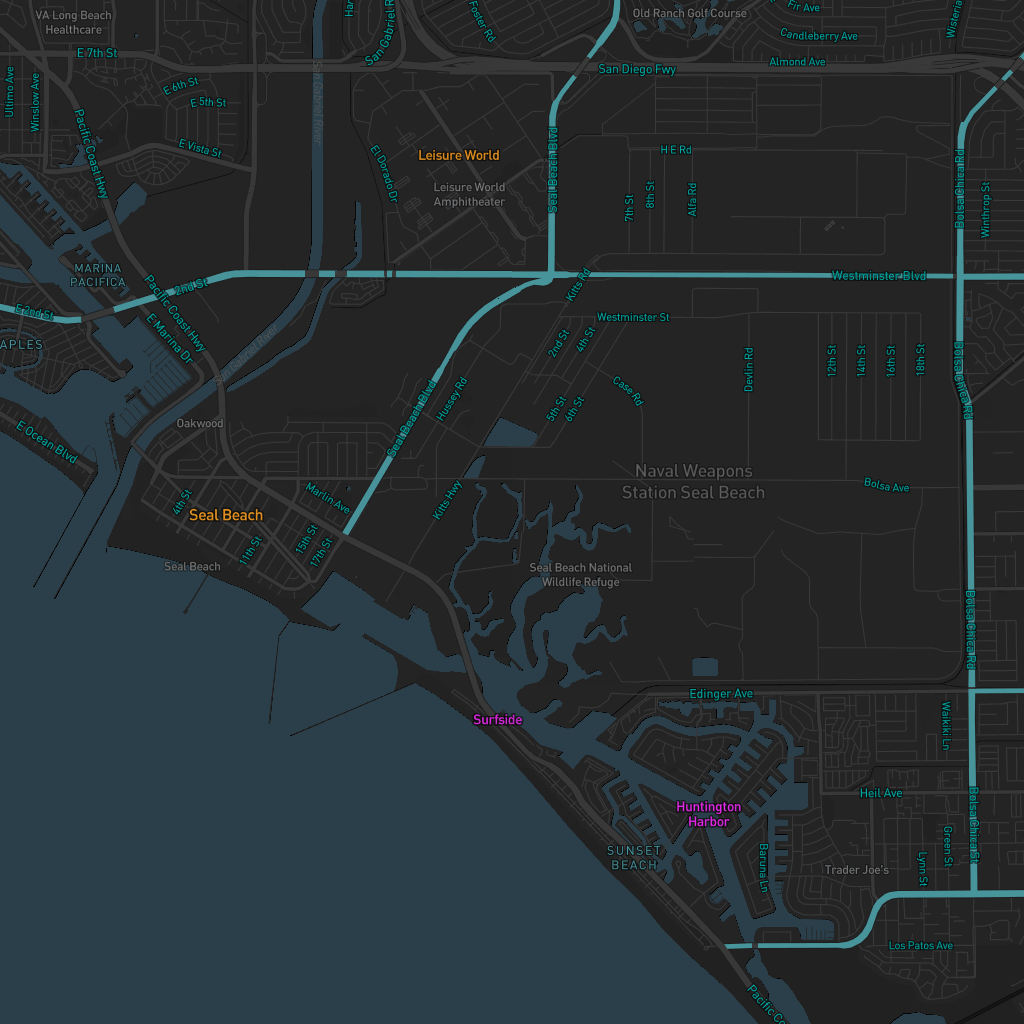 VA Long Beach
Healthcare
Foster Rd
Old Ranch Golf Course
Fir Ave
Candleberry Ave
E 7th St
San Diego Fwy
Almond Ave
Ultimo Ave
Winslow Ave
E 6th St
E 5th St
San Gabriel River
Pacific Coast Hwy
E Vista St
El Dorado Dr
Leisure World
Leisure World
Amphitheater
Seal Beach Blvd
H E Rd
7th St
8th St
Alfa Rd
Bolsa Chica Rd
Winthrop St
MARINA
PACIFICA
2nd St
E 2nd St
Pacific Coast Hwy
E Marina Dr
San Gabriel River
Kitts Rd
Westminster Blvd
Westminster St
2nd St
4th St
Devlin Rd
12th St
14th St
16th St
18th St
Bolsa Chica Rd
Case Rd
5th St
6th St
Hussey Rd
Seal Beach Blvd
Oakwood
E Ocean Blvd
Naval Weapons
Station Seal Beach
Bolsa Ave
Marlin Ave
Kitts Hwy
4th St
Seal Beach
11th St
15th St
17th St
Seal Beach
Seal Beach National
Wildlife Refuge
Bolsa Chica Rd
Edinger Ave
Surfside
Waikiki Ln
Heil Ave
Huntington
Harbor
Bolsa Chica St
SUNSET
BEACH
Baruna Ln
Trader Joe's
Lynn St
Green St
Los Patos Ave